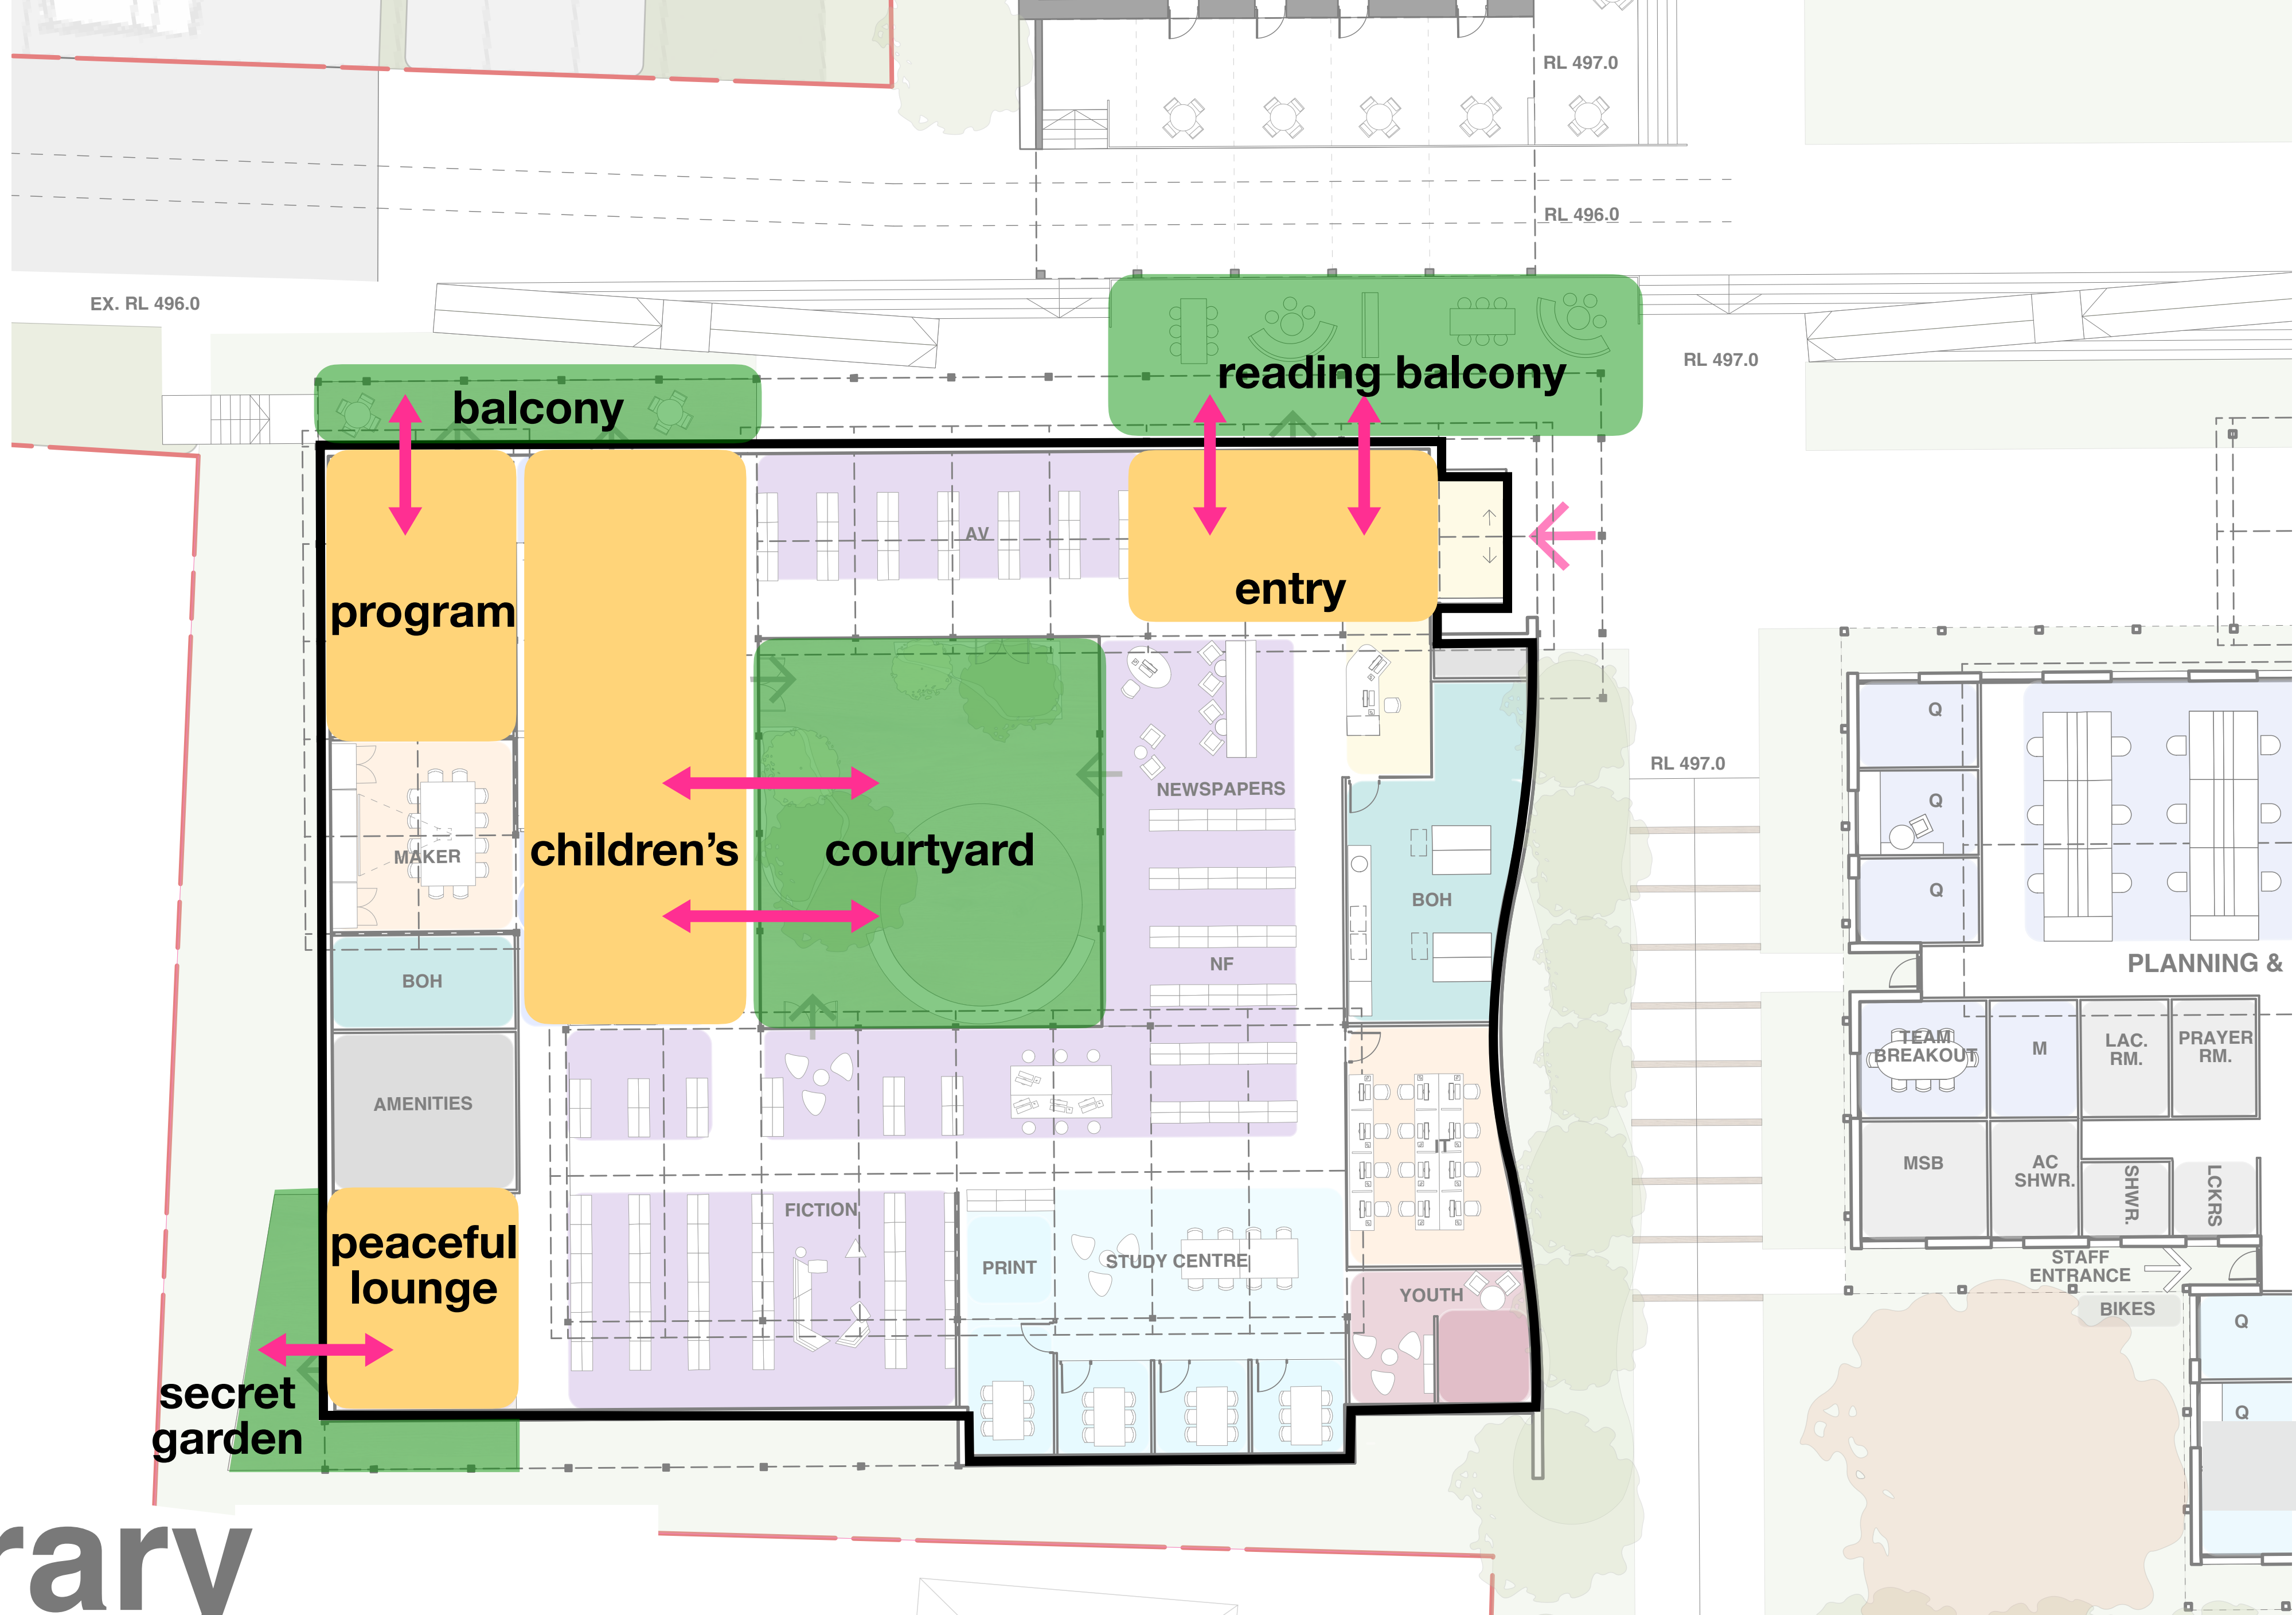 RL 497.0
RL 496.0
EX. RL 496.0
RL 497.0
balcony
reading balcony
AV
program
entry
RL 497.0
NEWSPAPERS
children's
courtyard
MAKER
BOH
NF
BOH
AMENITIES
FICTION
peaceful
lounge
PRINT
STUDY CENTRE
YOUTH
secret
garden
Q
Q
Q
PLANNING &
TEAM
BREAKOUT
M
LAC.
RM.
PRAYER
RM.
MSB
AC
SHWR.
SHWR.
LCKRS
STAFF
ENTRANCE
BIKES
Q
Q
rary